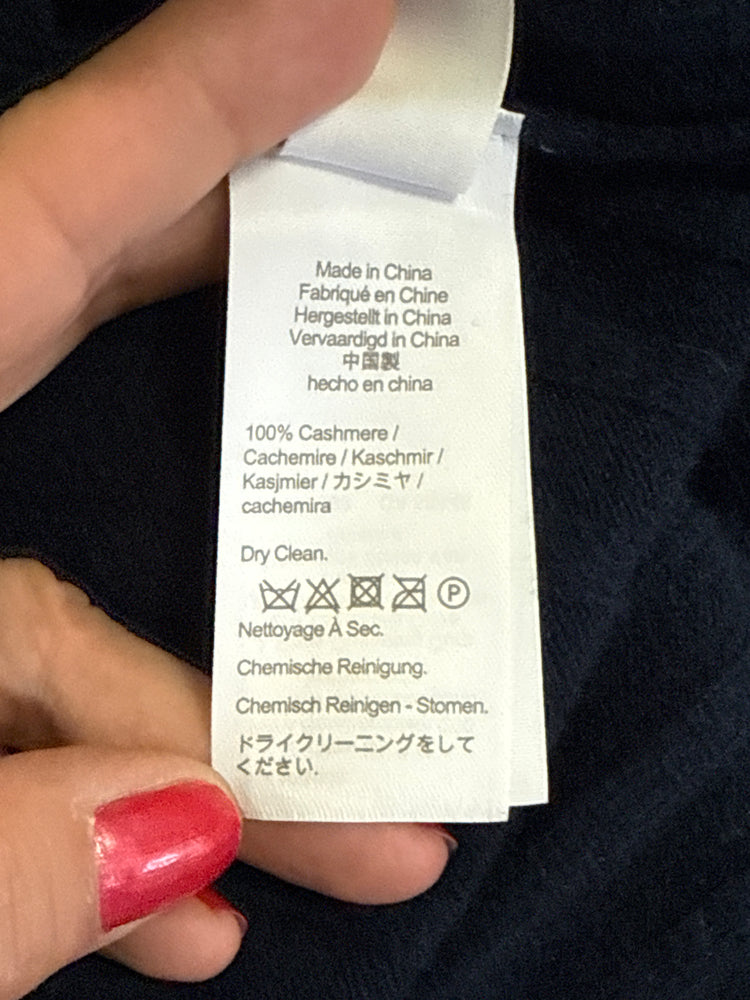 Made in China
Fabriqué en Chine
Hergestellt in China
Vervaardigd in China
中国製
hecho en china
100% Cashmere /
Cachemire / Kaschmir /
Kasjmier / カシミヤ /
cachemira
Dry Clean.
P
Nettoyage À Sec.
Chemische Reinigung.
Chemisch Reinigen - Stomen.
ドライクリーニングをして
ください.